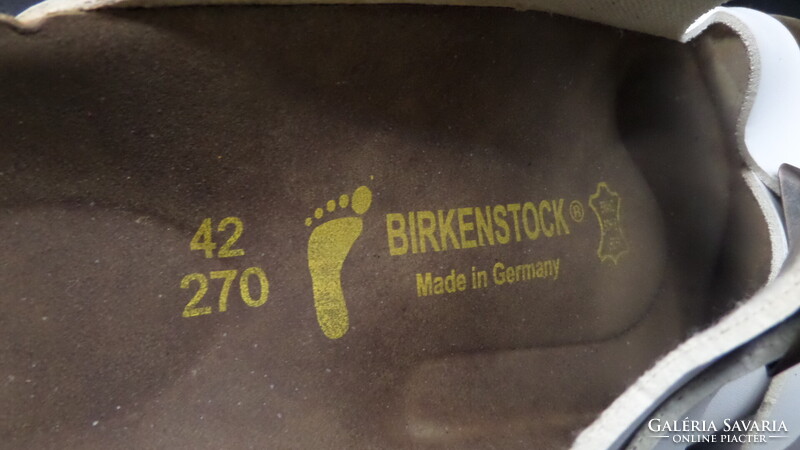 42
270
BIRKENSTOCK®
Made in Germany
GALÉRIA SAVARIA
ONLINE PIACTÉR